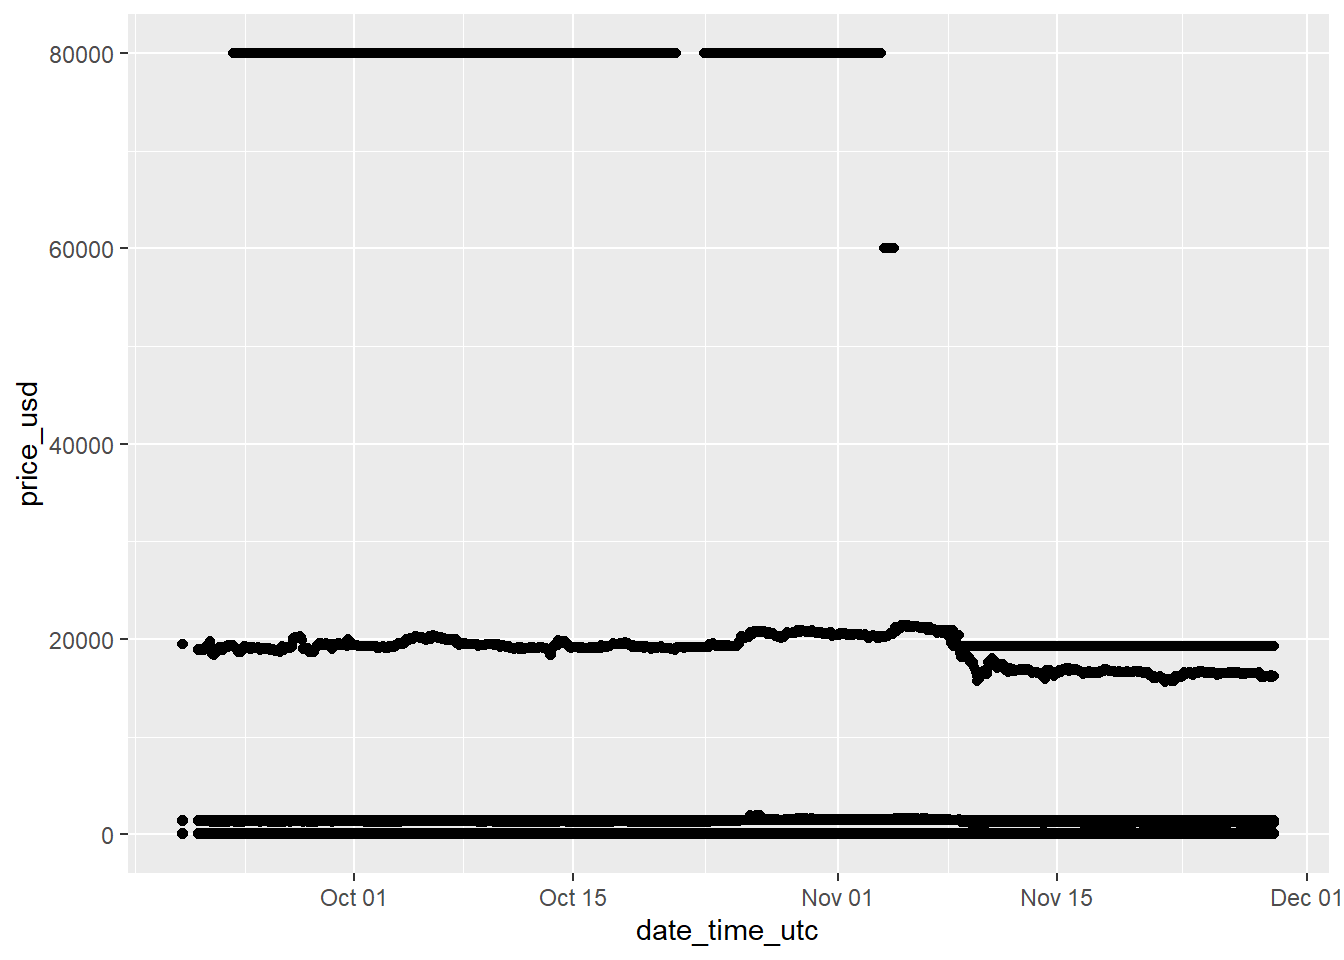 80000
60000
40000
20000
0
price_usd
Oct 01
Oct 15
Nov 01
Nov 15
Dec 01
date_time_utc